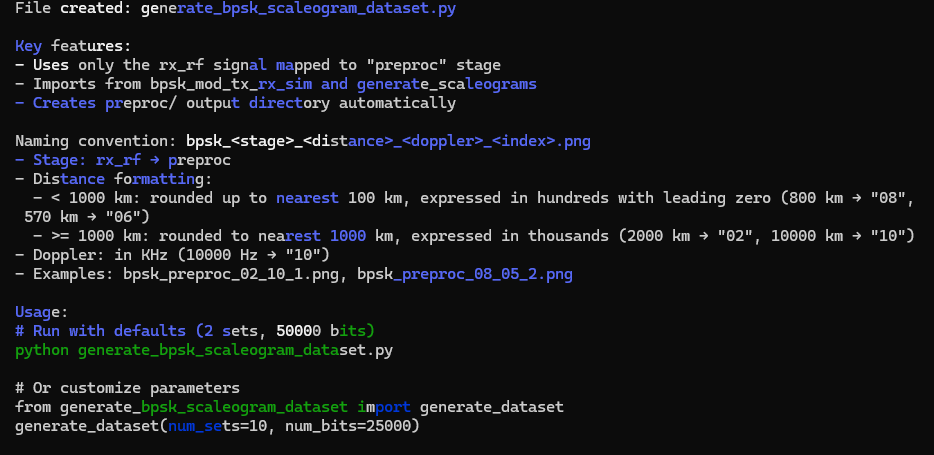 File created: generate_bpsk_scaleogram_dataset.py
Key features:
- Uses only the rx_rf signal mapped to "preproc" stage
- Imports from bpsk_mod_tx_rx_sim and generate_scaleograms
- Creates preproc/ output directory automatically
Naming convention: bpsk_<stage>_<distance>_<doppler>_<index>.png
- Stage: rx_rf → preproc
- Distance formatting:
  - < 1000 km: rounded up to nearest 100 km, expressed in hundreds with leading zero (800 km → "08",
 570 km → "06")
  - >= 1000 km: rounded to nearest 1000 km, expressed in thousands (2000 km → "02", 10000 km → "10")
- Doppler: in KHz (10000 Hz → "10")
- Examples: bpsk_preproc_02_10_1.png, bpsk_preproc_08_05_2.png
Usage:
# Run with defaults (2 sets, 50000 bits)
python generate_bpsk_scaleogram_dataset.py
# Or customize parameters
from generate_bpsk_scaleogram_dataset import generate_dataset
generate_dataset(num_sets=10, num_bits=25000)